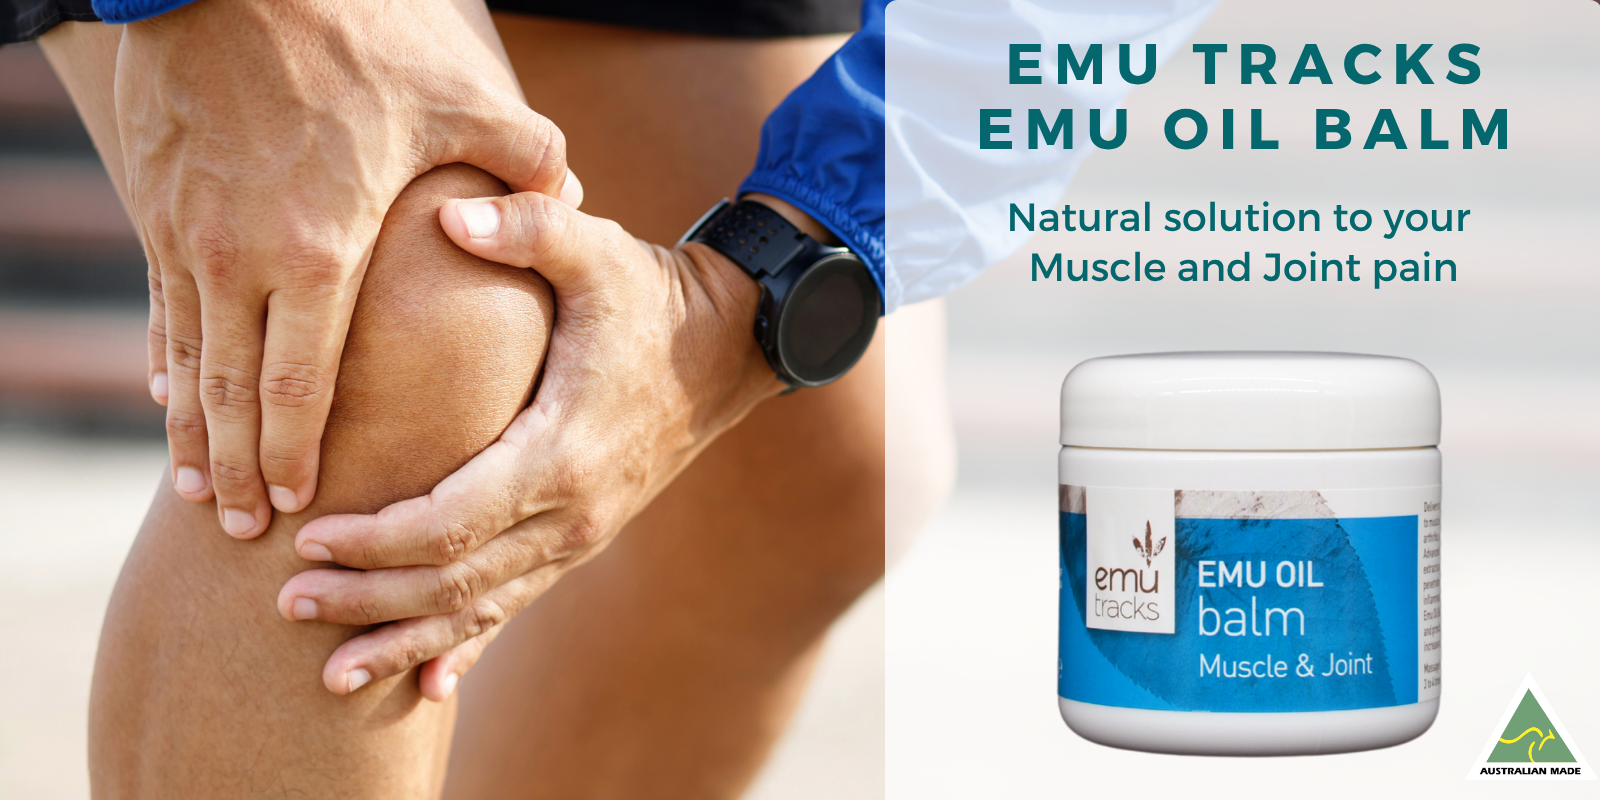 EMU TRACKS
EMU OIL BALM
Natural solution to your
Muscle and Joint pain
emu
tracks
EMU OIL
balm
Muscle & Joint
AUSTRALIAN MADE